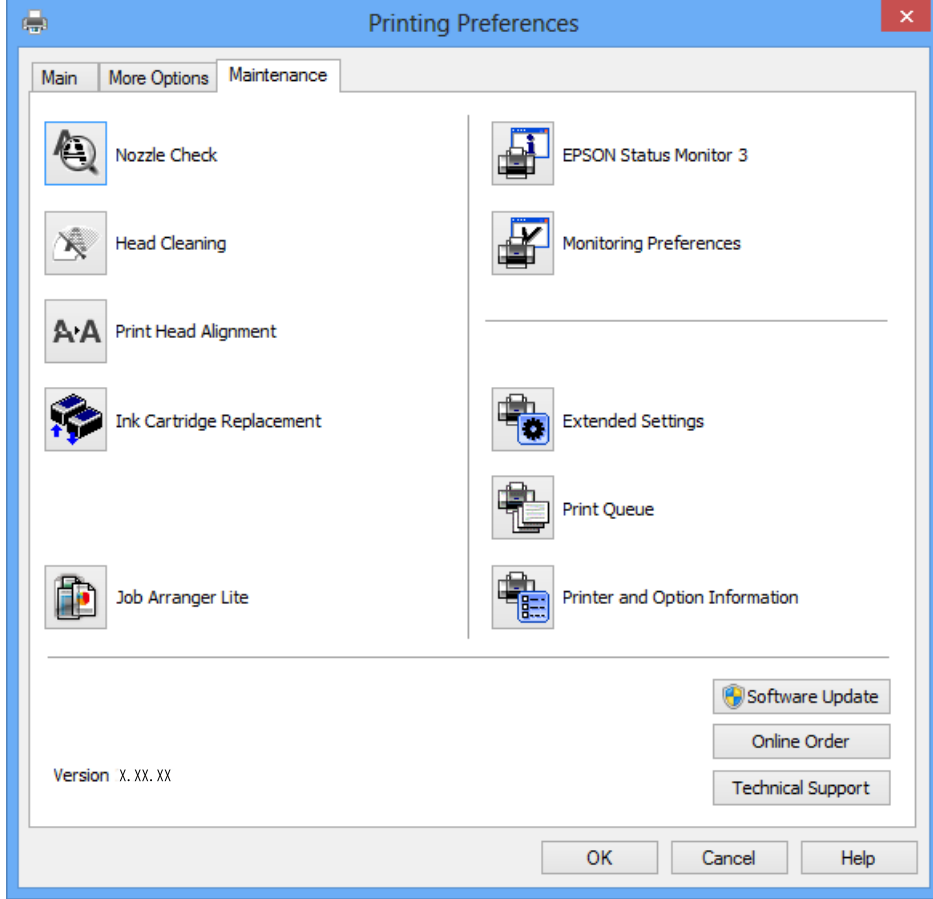 Printing Preferences
Main
More Options
Maintenance
Nozzle Check
Head Cleaning
Print Head Alignment
Ink Cartridge Replacement
Job Arranger Lite
EPSON Status Monitor 3
Monitoring Preferences
Extended Settings
Print Queue
Printer and Option Information
Version X.XX.XX
Software Update
Online Order
Technical Support
OK
Cancel
Help